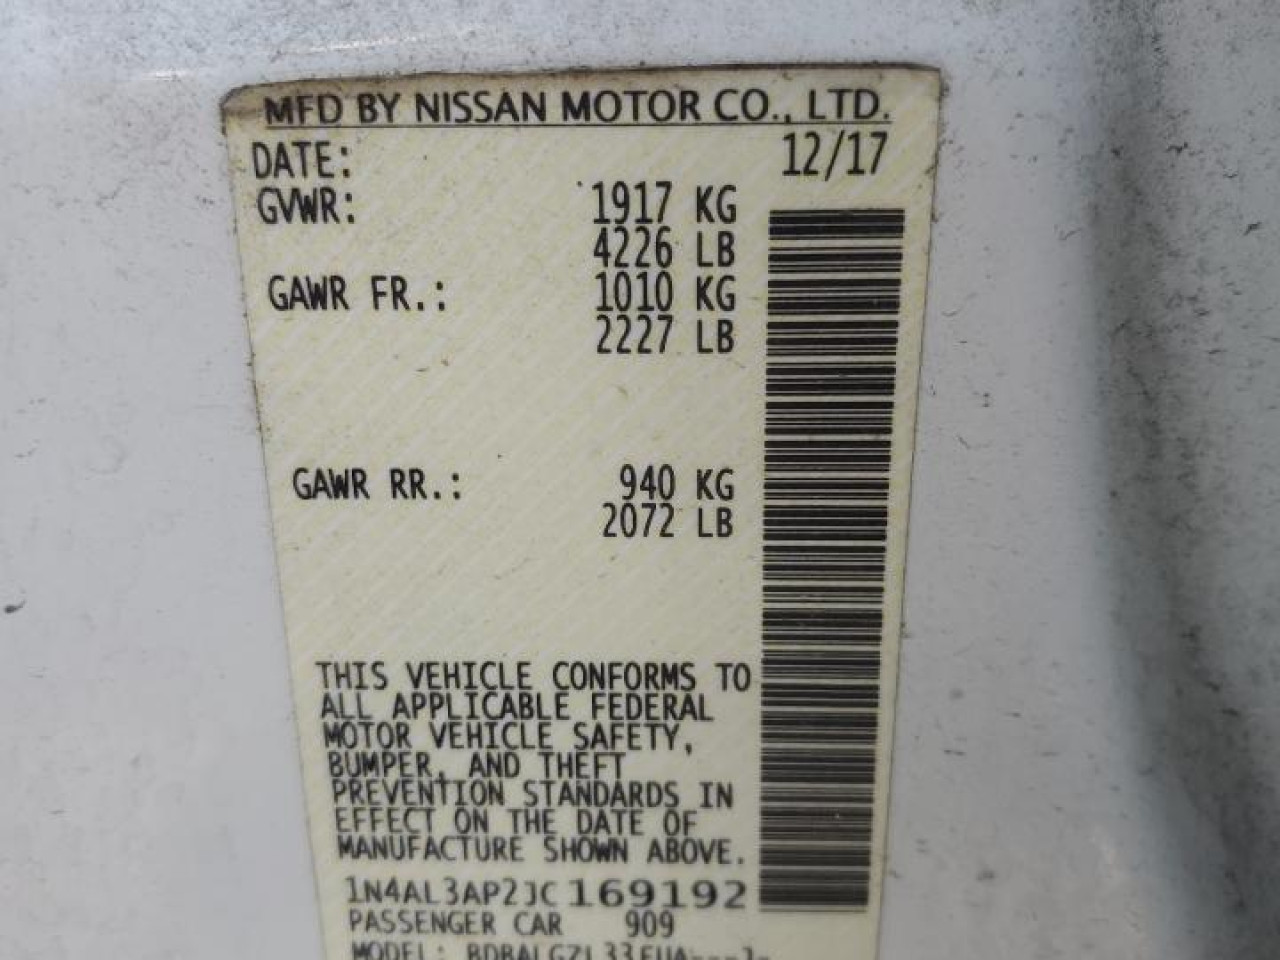 MFD BY NISSAN MOTOR CO., LTD.
DATE: 12/17
GVWR: 1917 KG
4226 LB
GAWR FR.: 1010 KG
2227 LB
GAWR RR.: 940 KG
2072 LB
THIS VEHICLE CONFORMS TO
ALL APPLICABLE FEDERAL
MOTOR VEHICLE SAFETY,
BUMPER, AND THEFT
PREVENTION STANDARDS IN
EFFECT ON THE DATE OF
MANUFACTURE SHOWN ABOVE.
1N4AL3AP2JC169192
PASSENGER CAR 909
MODEL: